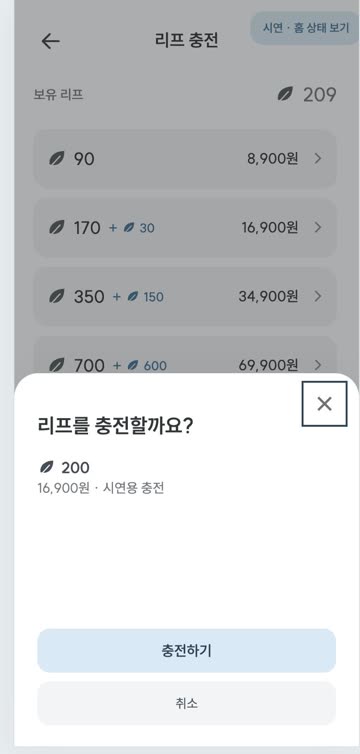 리프 충전
시연 · 홈 상태 보기
보유 리프
209
90
8,900원
170 + 30
16,900원
350 + 150
34,900원
700 + 600
69,900원
리프를 충전할까요?
200
16,900원 · 시연용 충전
충전하기
취소